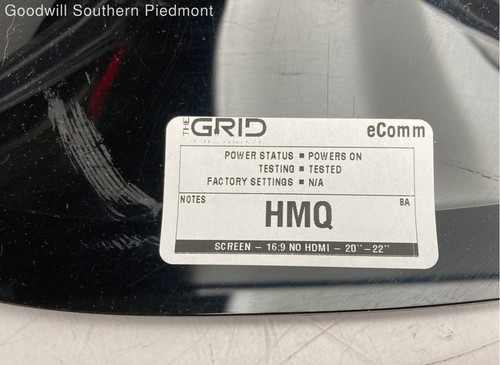 Goodwill Southern Piedmont
THE GRID eComm
POWER STATUS ▪ POWERS ON
TESTING ▪ TESTED
FACTORY SETTINGS ▪ N/A
NOTES BA
HMQ
SCREEN – 16:9 NO HDMI – 20"–22"